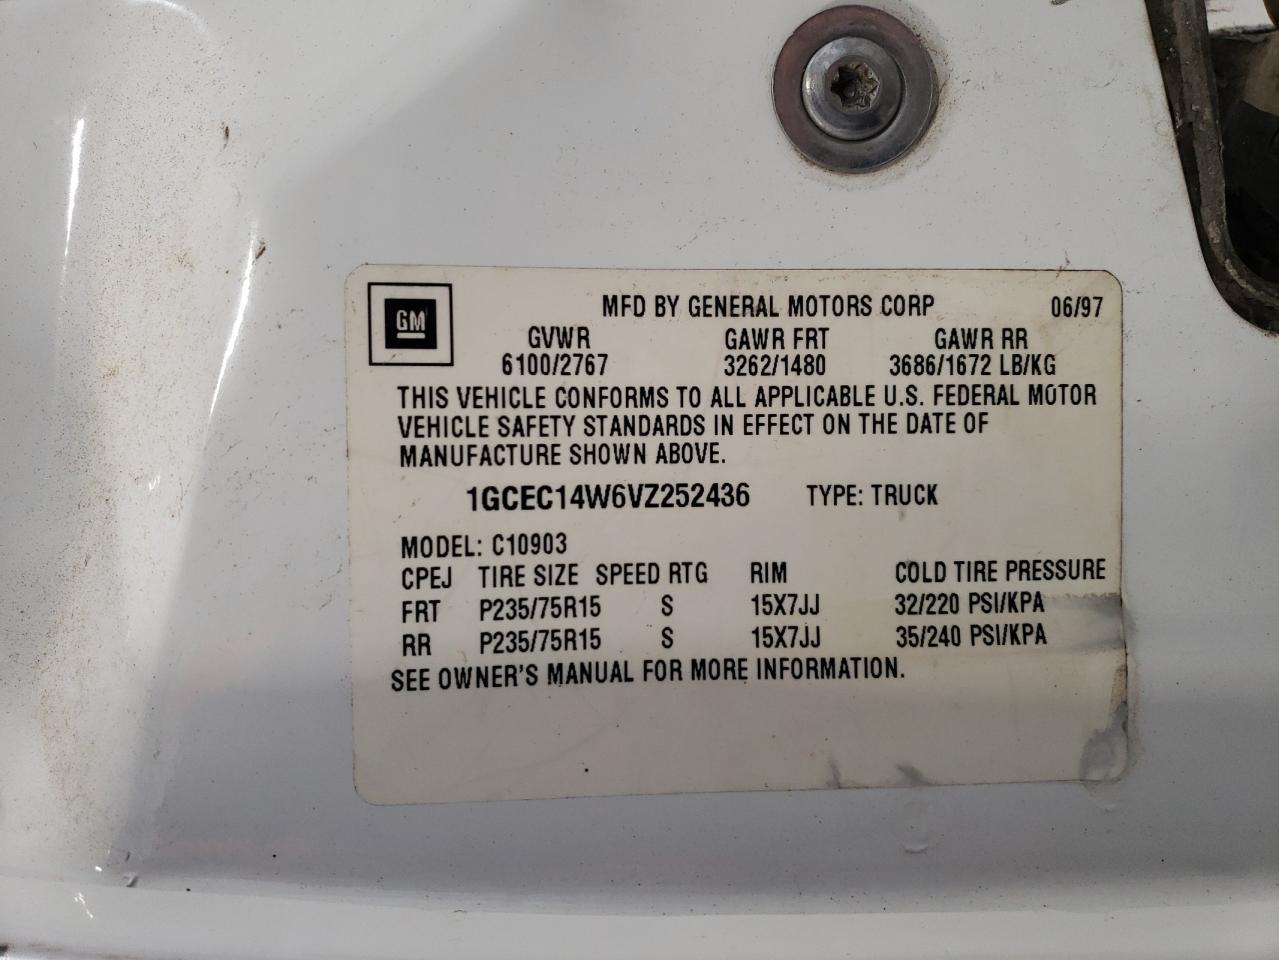 GM
MFD BY GENERAL MOTORS CORP 06/97
GVWR GAWR FRT GAWR RR
6100/2767 3262/1480 3686/1672 LB/KG
THIS VEHICLE CONFORMS TO ALL APPLICABLE U.S. FEDERAL MOTOR
VEHICLE SAFETY STANDARDS IN EFFECT ON THE DATE OF
MANUFACTURE SHOWN ABOVE.
1GCEC14W6VZ252436 TYPE: TRUCK
MODEL: C10903
CPEJ TIRE SIZE SPEED RTG RIM COLD TIRE PRESSURE
FRT P235/75R15 S 15X7JJ 32/220 PSI/KPA
RR P235/75R15 S 15X7JJ 35/240 PSI/KPA
SEE OWNER'S MANUAL FOR MORE INFORMATION.